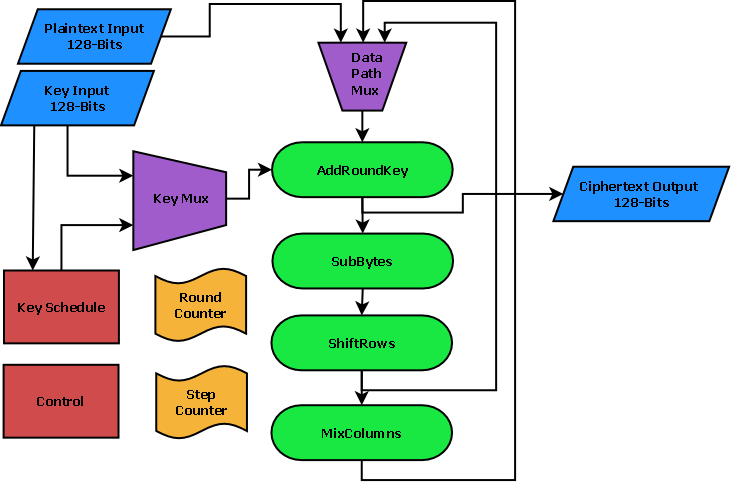 Plaintext Input
128-Bits
Key Input
128-Bits
Data
Path
Mux
AddRoundKey
Key Mux
Ciphertext Output
128-Bits
SubBytes
Key Schedule
Round
Counter
ShiftRows
Control
Step
Counter
MixColumns